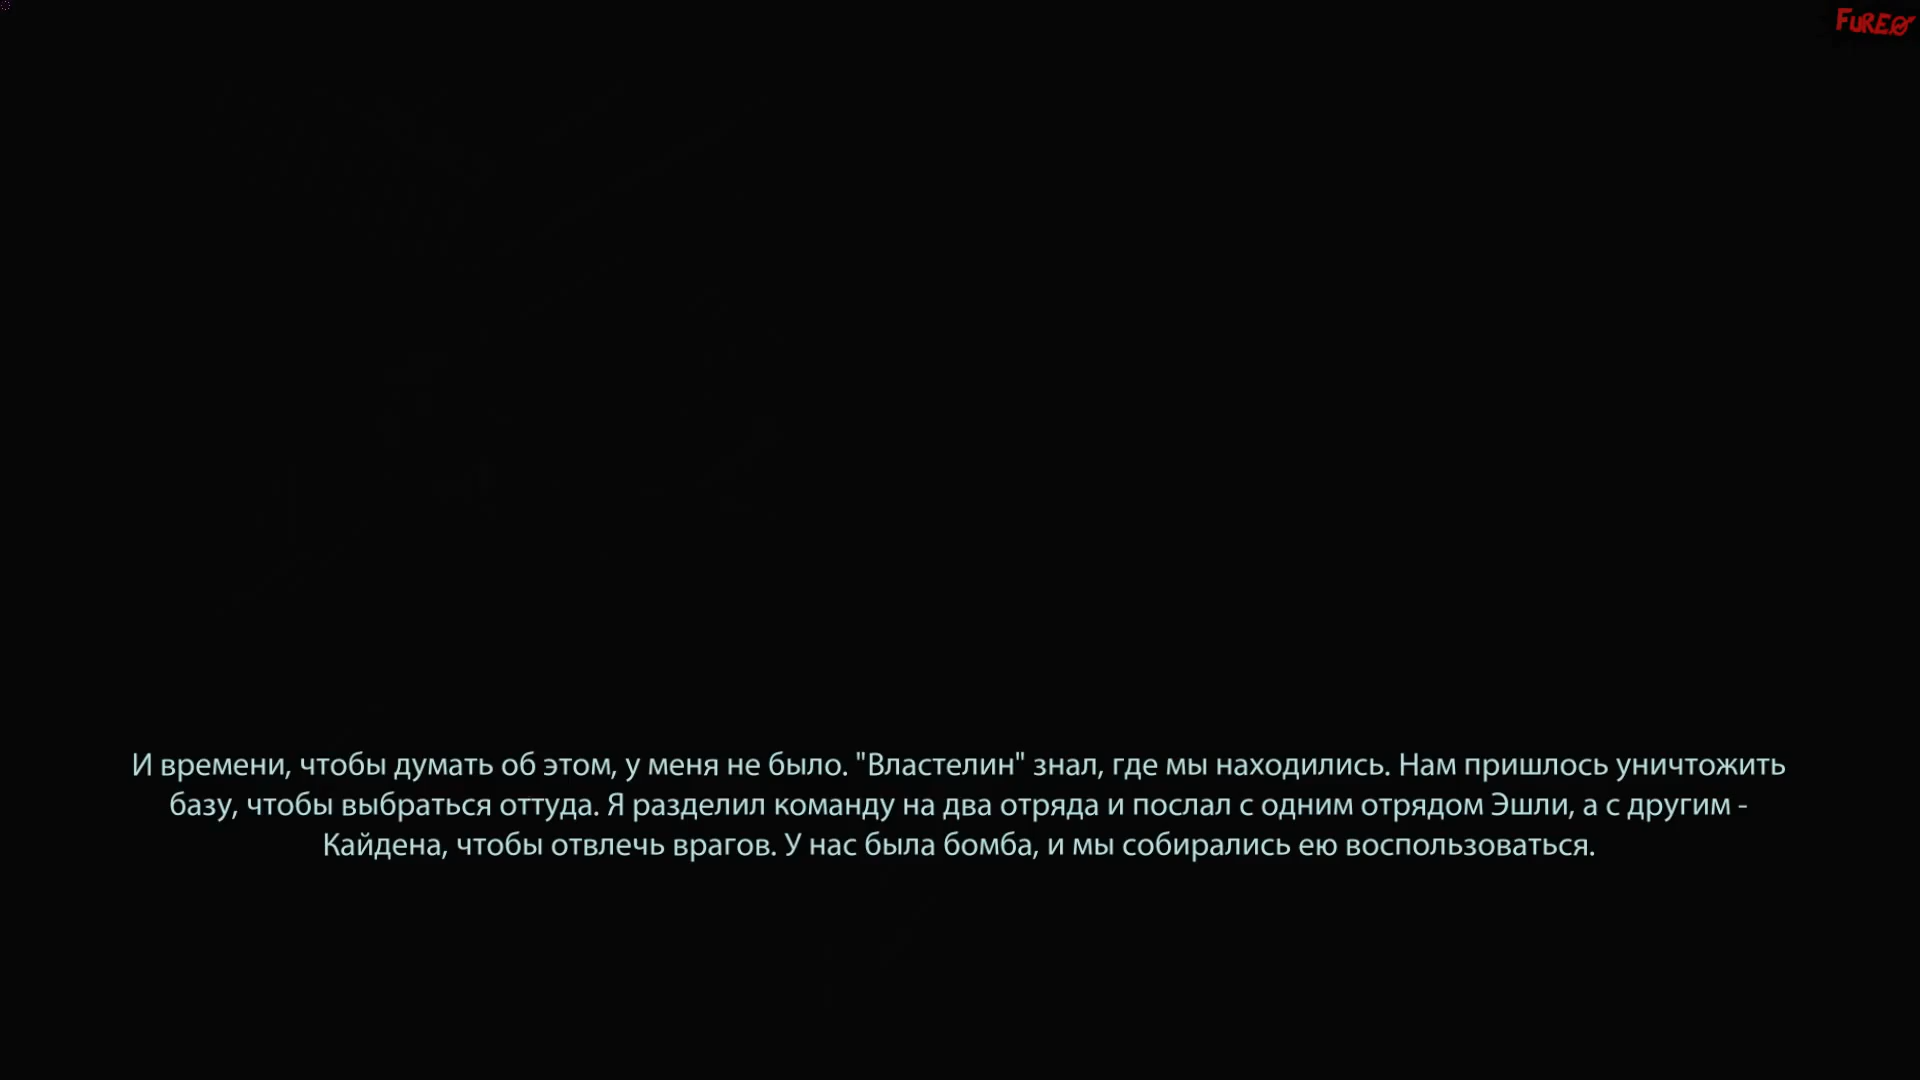 FUREO
И времени, чтобы думать об этом, у меня не было. "Властелин" знал, где мы находились. Нам пришлось уничтожить
базу, чтобы выбраться оттуда. Я разделил команду на два отряда и послал с одним отрядом Эшли, а с другим -
Кайдена, чтобы отвлечь врагов. У нас была бомба, и мы собирались ею воспользоваться.